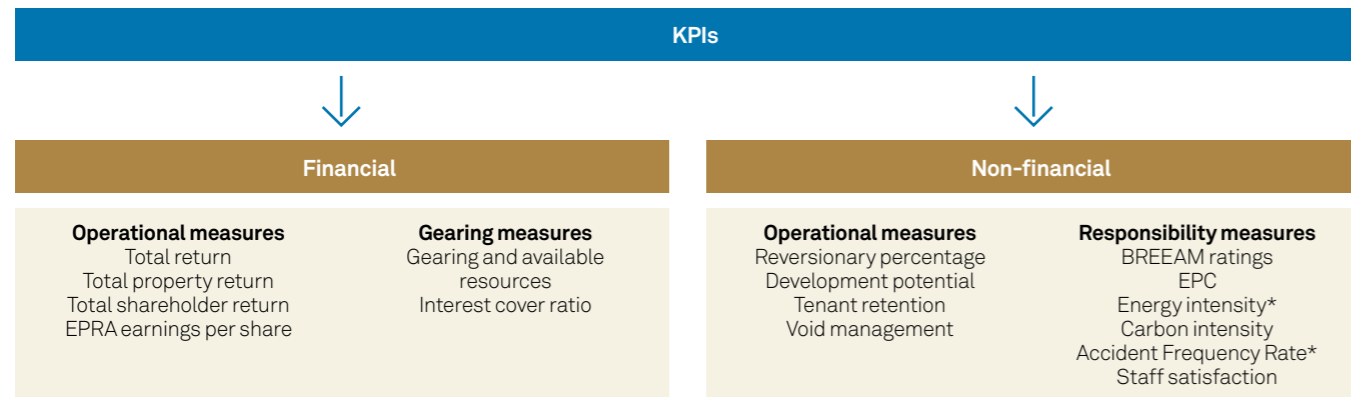 KPIs
Financial
Operational measures
Total return
Total property return
Total shareholder return
EPRA earnings per share
Gearing measures
Gearing and available
resources
Interest cover ratio
Non-financial
Operational measures
Reversionary percentage
Development potential
Tenant retention
Void management
Responsibility measures
BREEAM ratings
EPC
Energy intensity*
Carbon intensity
Accident Frequency Rate*
Staff satisfaction